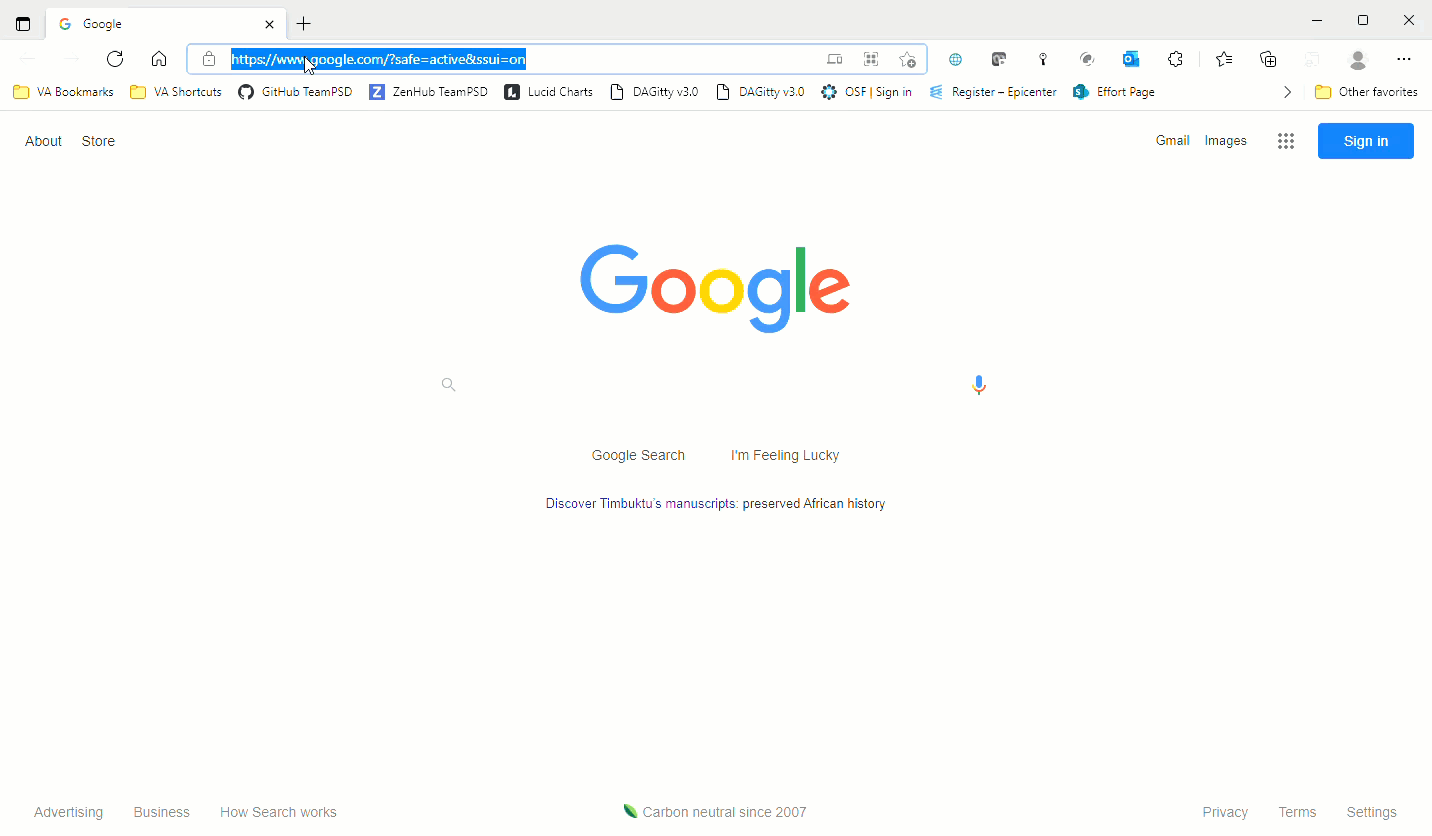 Google
https://www.google.com/?safe=active&ssui=on
VA Bookmarks VA Shortcuts GitHub TeamPSD ZenHub TeamPSD Lucid Charts DAGitty v3.0 DAGitty v3.0 OSF | Sign in Register – Epicenter Effort Page Other favorites
About Store Gmail Images Sign in
Google
Google Search I'm Feeling Lucky
Discover Timbuktu's manuscripts: preserved African history
Advertising Business How Search works Carbon neutral since 2007 Privacy Terms Settings